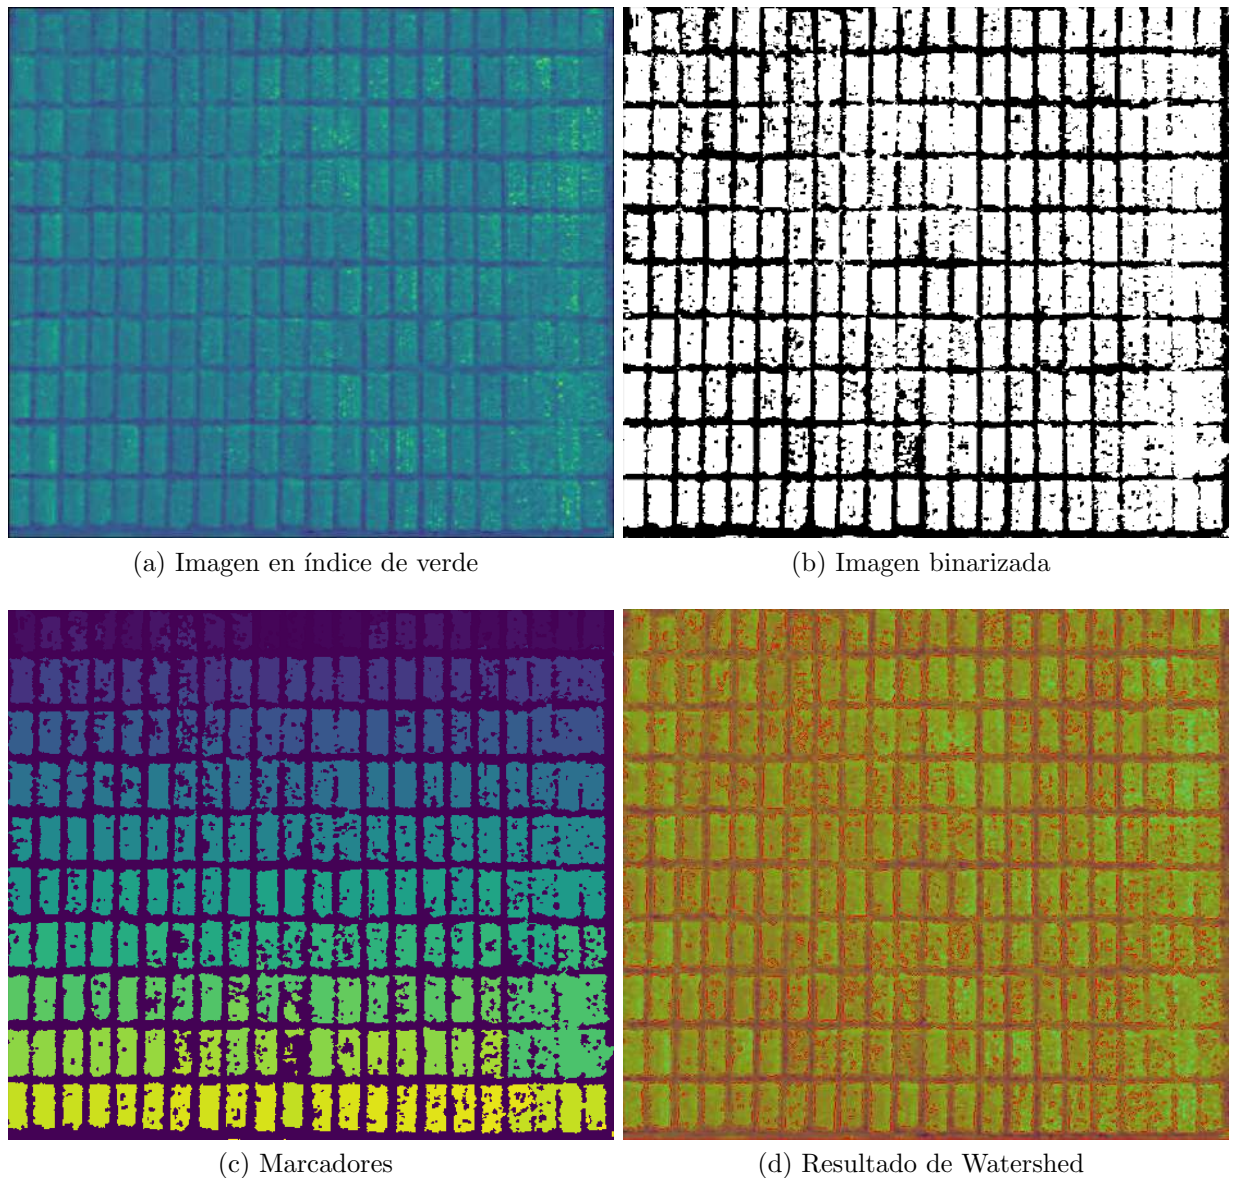 (a) Imagen en índice de verde
(b) Imagen binarizada
(c) Marcadores
(d) Resultado de Watershed